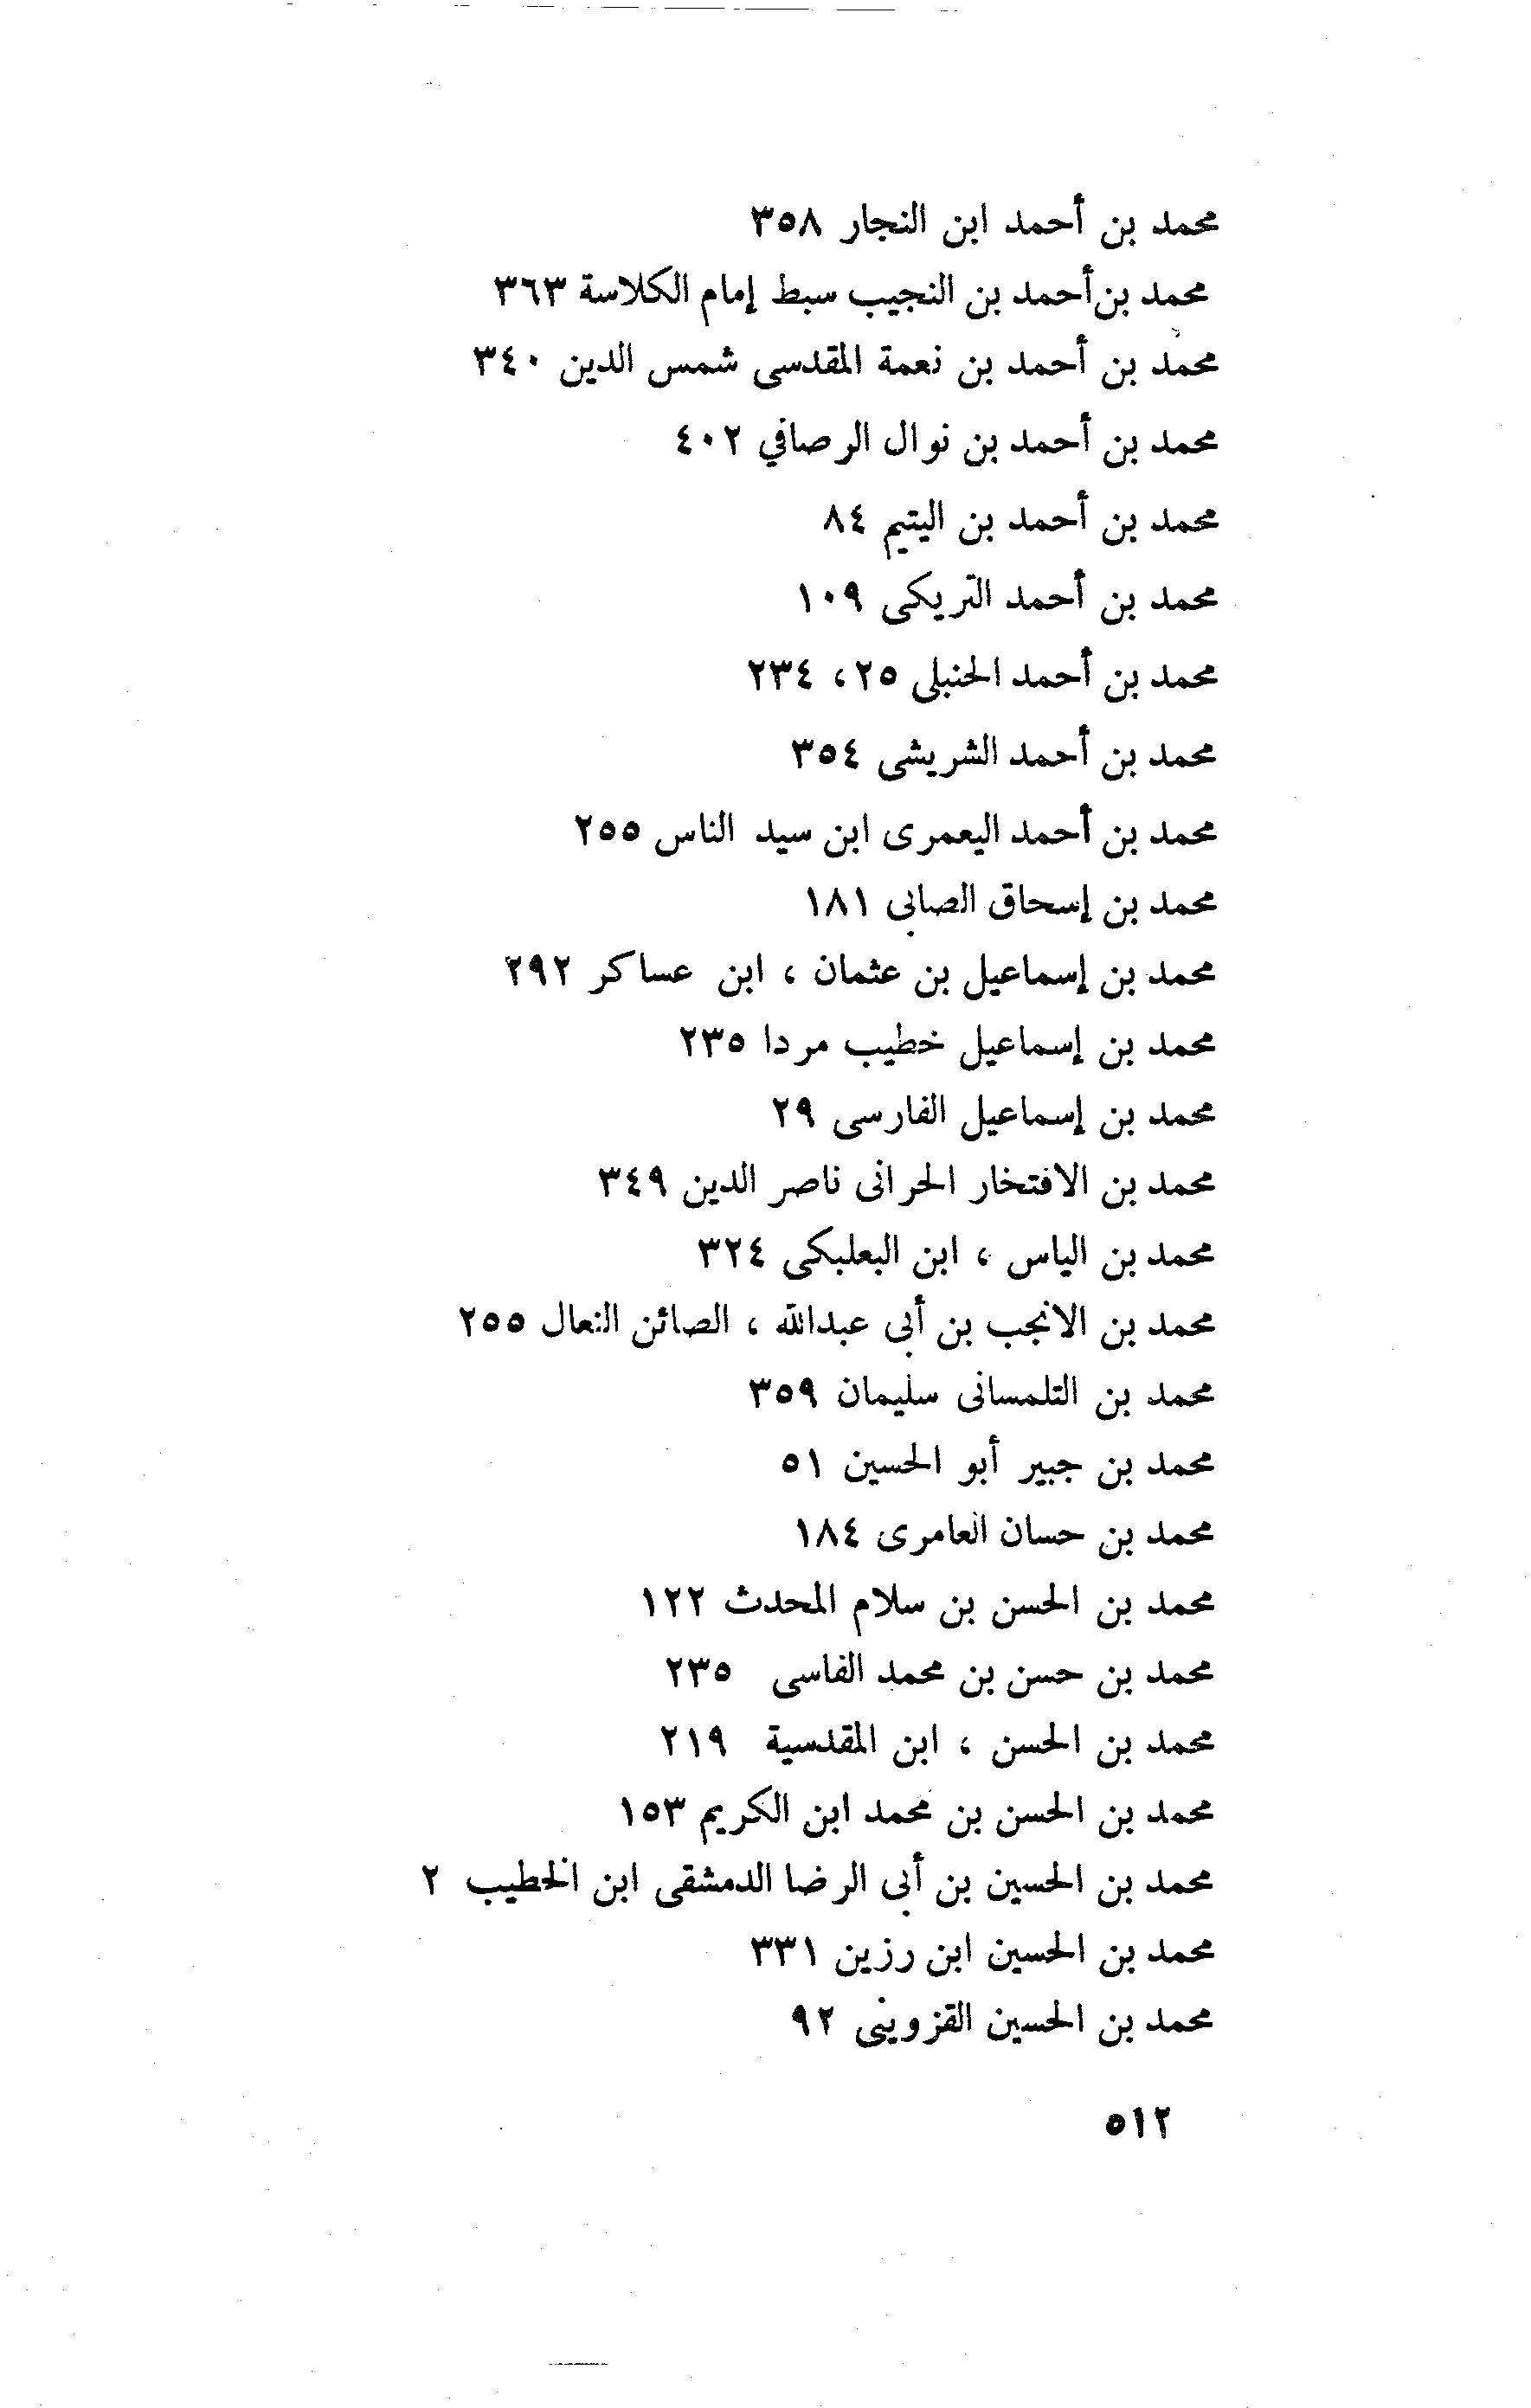 محمد بن أحمد ابن النجار ٣٥٨
محمد بن أحمد بن النجيب سبط إمام الكلاسة ٣٦٣
محمد بن أحمد بن نعمة المقدسى شمس الدين ٣٤٠
محمد بن أحمد بن نوال الرصافي ٤٠٢
محمد بن أحمد بن اليتيم ٨٤
محمد بن أحمد التريكى ١٠٩
محمد بن أحمد الحنبلى ٢٥، ٢٣٤
محمد بن أحمد الشريشى ٣٥٤
محمد بن أحمد اليعمرى ابن سيد الناس ٢٥٥
محمد بن إسحاق الصابى ١٨١
محمد بن إسماعيل بن عثمان ، ابن عساكر ٢٩٢
محمد بن إسماعيل خطيب مردا ٢٣٥
محمد بن إسماعيل الفارسى ٢٩
محمد بن الافتخار الحرانى ناصر الدين ٣٤٩
محمد بن الياس ، ابن البعلبكى ٣٢٤
محمد بن الانجب بن أبى عبدالله ، الصائن النعال ٢٥٥
محمد بن التلمسانى سليمان ٣٥٩
محمد بن جبير أبو الحسين ٥١
محمد بن حسان العامرى ١٨٤
محمد بن الحسن بن سلام المحدث ١٢٢
محمد بن حسن بن محمد الفاسى ٢٣٥
محمد بن الحسن ، ابن المقدسية ٢١٩
محمد بن الحسن بن محمد ابن الكريم ١٥٣
محمد بن الحسين بن أبى الرضا الدمشقى ابن الخطيب ٢
محمد بن الحسين ابن رزين ٣٣١
محمد بن الحسين القزوينى ٩٢
٥١٢